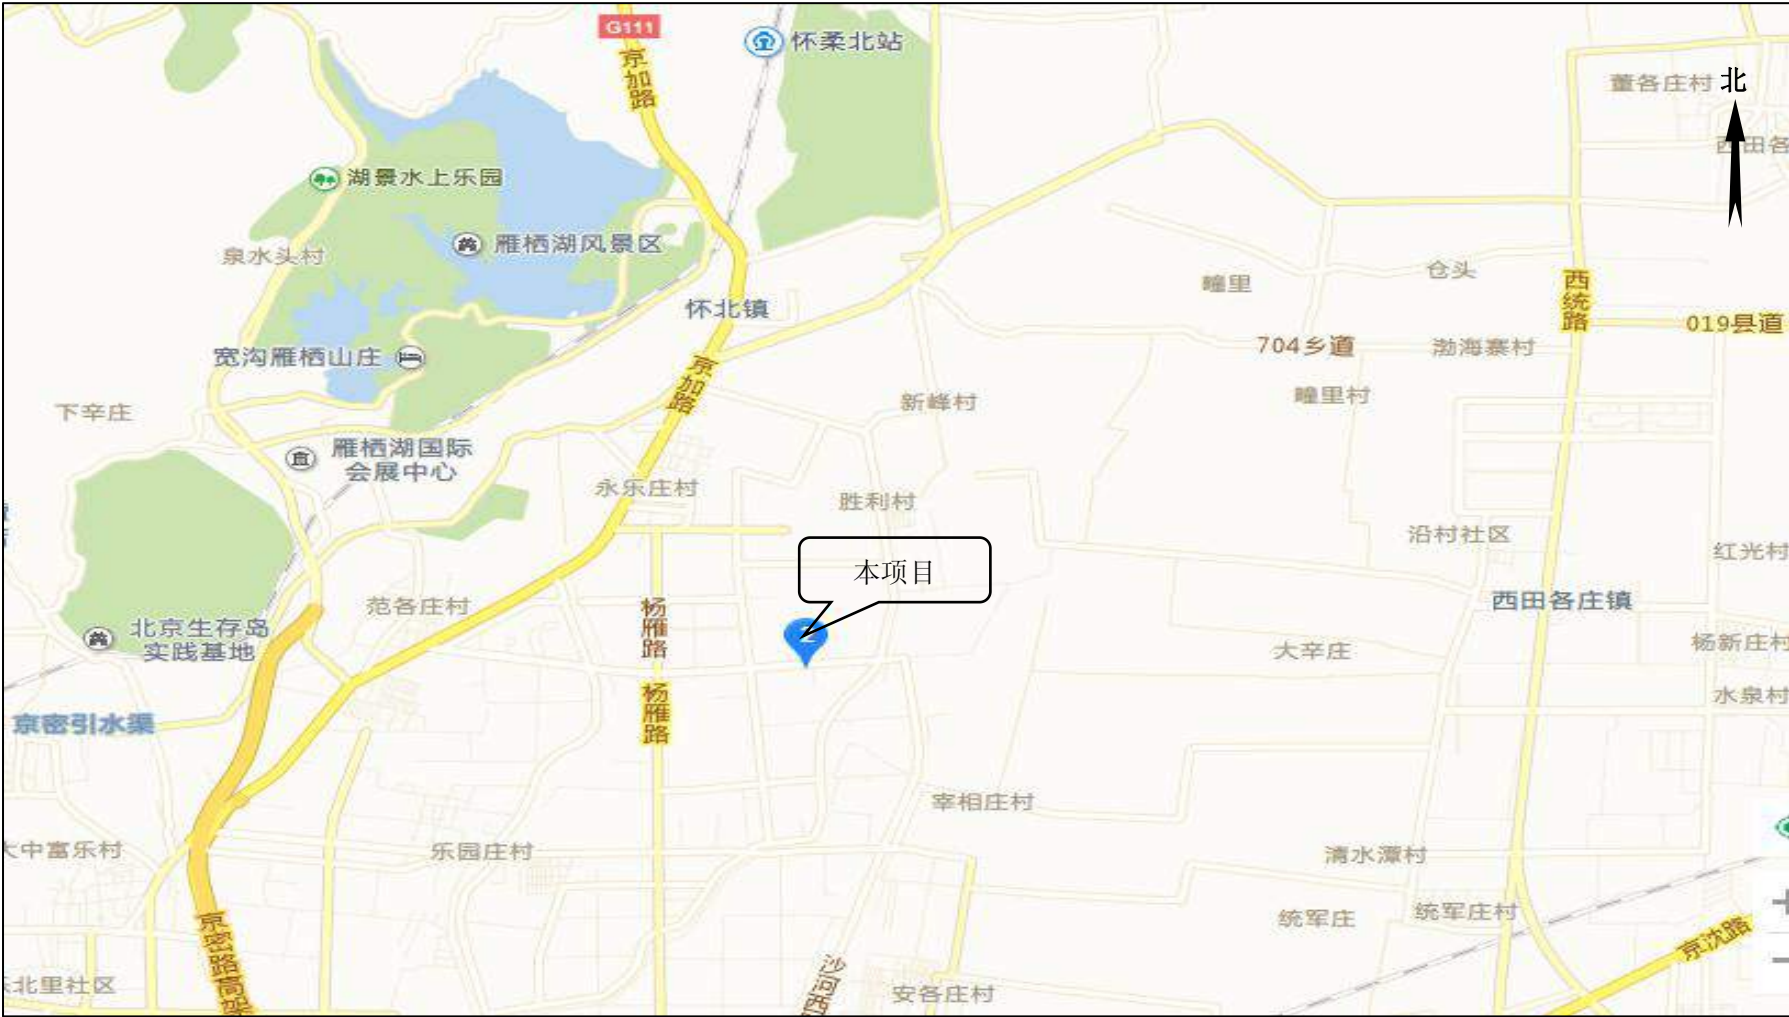 G111
怀柔北站
京加路
董各庄村
北
西田各
湖景水上乐园
雁栖湖风景区
泉水头村
仓头
疃里
西统路
怀北镇
019县道
704乡道
渤海寨村
宽沟雁栖山庄
京加路
疃里村
新峰村
下辛庄
雁栖湖国际
会展中心
永乐庄村
胜利村
沿村社区
红光村
本项目
范各庄村
杨雁路
西田各庄镇
北京生存岛
实践基地
大辛庄
杨新庄村
杨雁路
水泉村
京密引水渠
宰相庄村
大中富乐村
乐园庄村
清水潭村
统军庄
统军庄村
京沈路
北里社区
沙河西
安各庄村